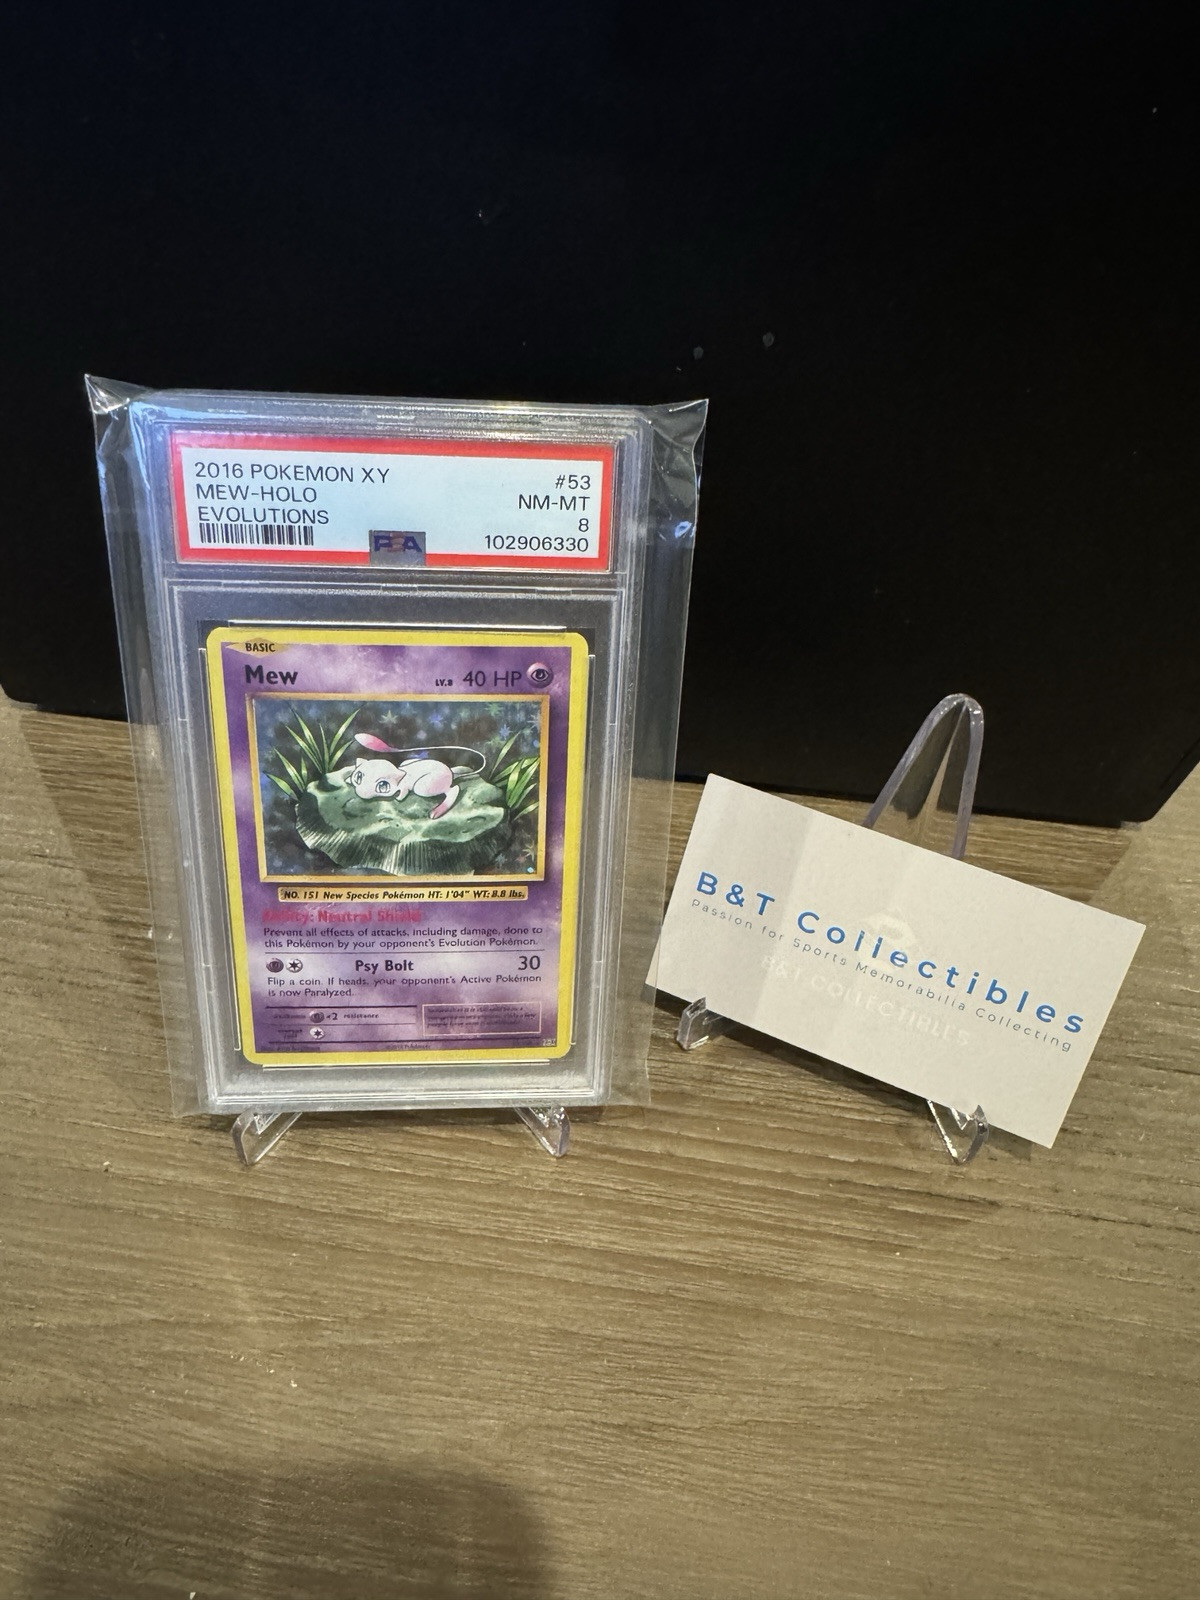 2016 POKEMON XY
#53
MEW-HOLO
NM-MT
EVOLUTIONS
8
PSA
102906330
BASIC
Mew
LV.8 40 HP
NO. 151 New Species Pokémon HT: 1'04" WT: 8.8 lbs.
Ability: Neutral Shield
Prevent all effects of attacks, including damage, done to
this Pokémon by your opponent's Evolution Pokémon.
Psy Bolt 30
Flip a coin. If heads, your opponent's Active Pokémon
is now Paralyzed.
weakness ×2 resistance
retreat
cost
B&T Collectibles
Passion for Sports Memorabilia Collecting